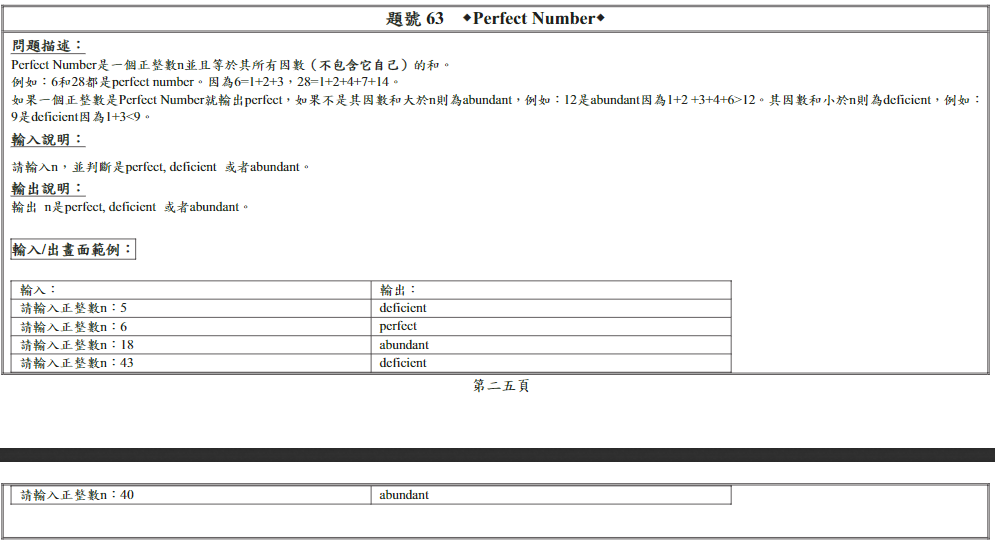 題號 63 ◆Perfect Number◆
問題描述：
Perfect Number是一個正整數n並且等於其所有因數（不包含它自己）的和。
例如：6和28都是perfect number。因為6=1+2+3，28=1+2+4+7+14。
如果一個正整數是Perfect Number就輸出perfect，如果不是其因數和大於n則為abundant，例如：12是abundant因為1+2 +3+4+6>12。其因數和小於n則為deficient，例如：
9是deficient因為1+3<9。
輸入說明：
請輸入n，並判斷是perfect, deficient 或者abundant。
輸出說明：
輸出 n是perfect, deficient 或者abundant。
輸入/出畫面範例：
輸入： 輸出：
請輸入正整數n：5 deficient
請輸入正整數n：6 perfect
請輸入正整數n：18 abundant
請輸入正整數n：43 deficient
第二五頁
請輸入正整數n：40 abundant